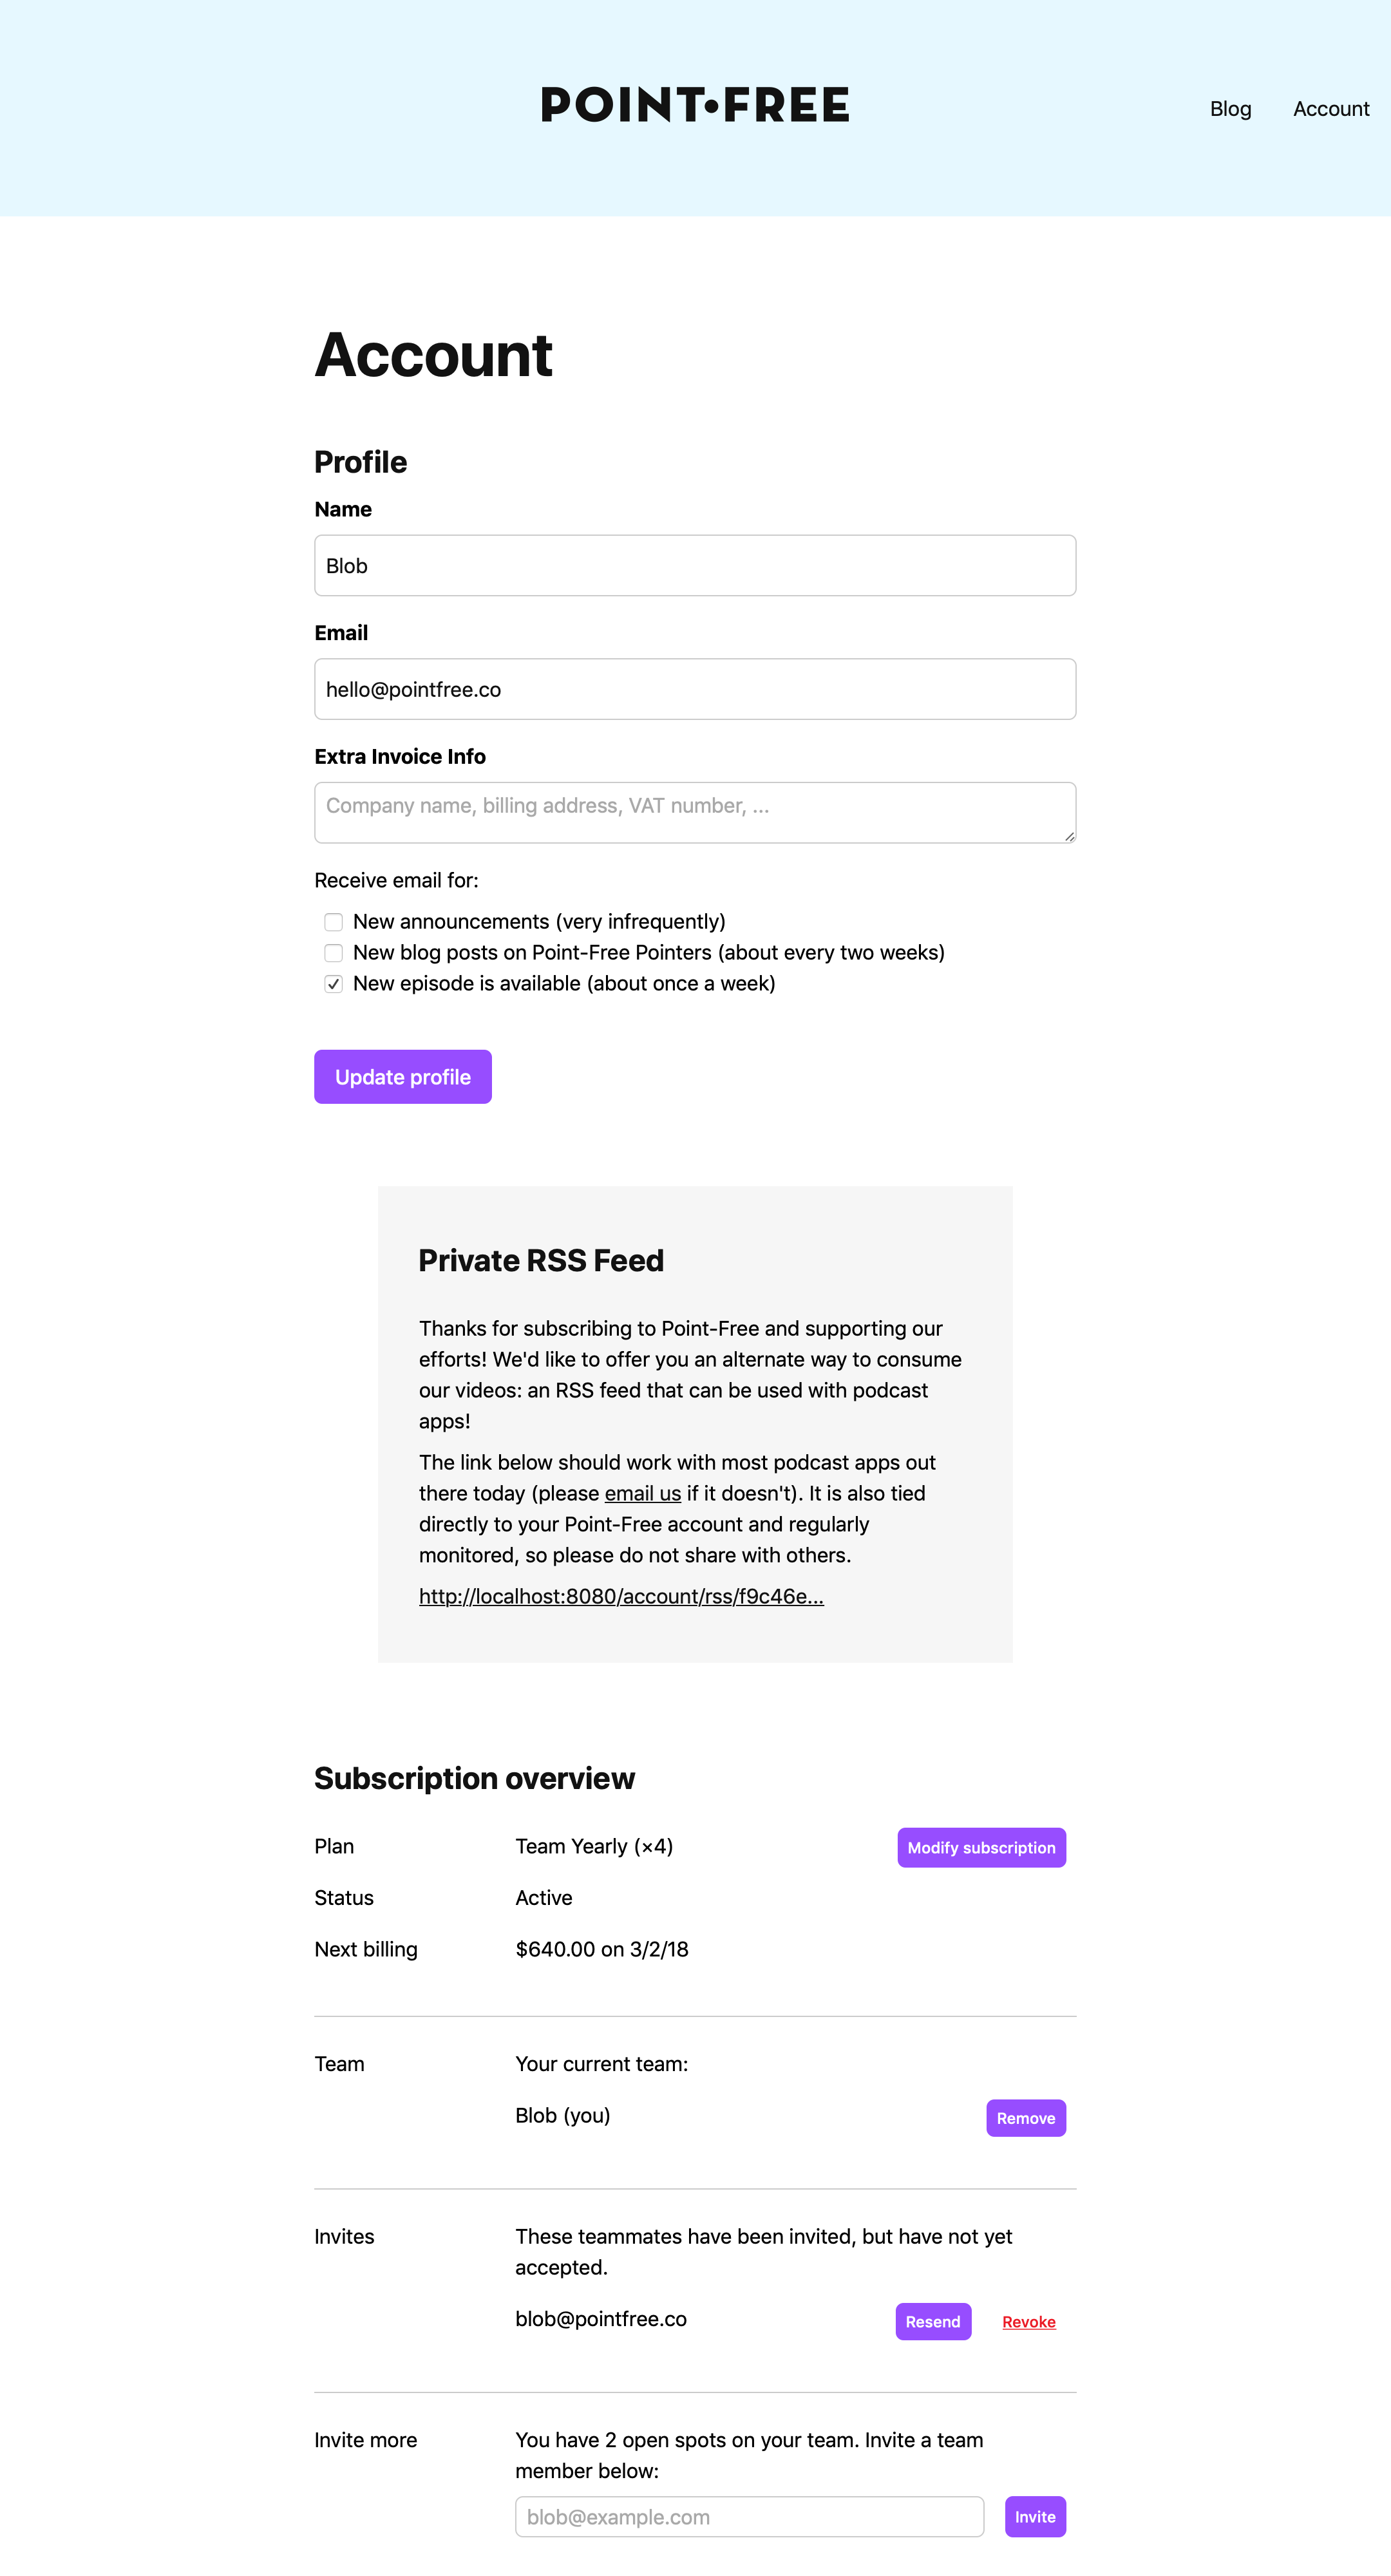 POINT•FREE
Blog
Account
Account
Profile
Name
Blob
Email
hello@pointfree.co
Extra Invoice Info
Company name, billing address, VAT number, ...
Receive email for:
New announcements (very infrequently)
New blog posts on Point-Free Pointers (about every two weeks)
New episode is available (about once a week)
Update profile
Private RSS Feed
Thanks for subscribing to Point-Free and supporting our
efforts! We'd like to offer you an alternate way to consume
our videos: an RSS feed that can be used with podcast
apps!
The link below should work with most podcast apps out
there today (please email us if it doesn't). It is also tied
directly to your Point-Free account and regularly
monitored, so please do not share with others.
http://localhost:8080/account/rss/f9c46e...
Subscription overview
Plan
Team Yearly (×4)
Modify subscription
Status
Active
Next billing
$640.00 on 3/2/18
Team
Your current team:
Blob (you)
Remove
Invites
These teammates have been invited, but have not yet
accepted.
blob@pointfree.co
Resend
Revoke
Invite more
You have 2 open spots on your team. Invite a team
member below:
blob@example.com
Invite